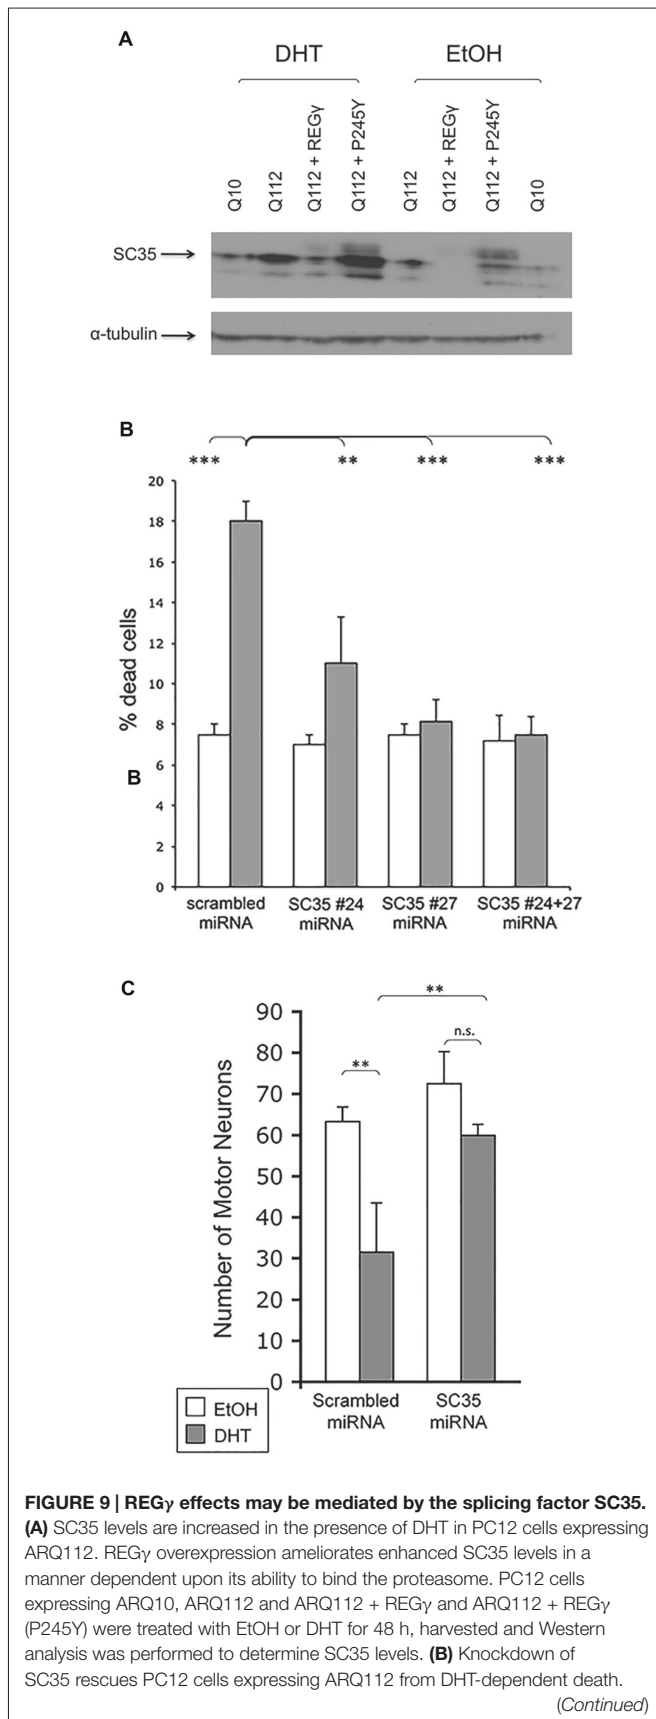 A
DHT EtOH
Q10 Q112 Q112 + REGγ Q112 + P245Y Q112 Q112 + REGγ Q112 + P245Y Q10
SC35
α-tubulin
B
*** ** *** ***
20
18
16
14
12
10
8
6
4
2
0
% dead cells
B
scrambled miRNA
SC35 #24 miRNA
SC35 #27 miRNA
SC35 #24+27 miRNA
C
**
n.s.
**
90
80
70
60
50
40
30
20
10
0
Number of Motor Neurons
Scrambled miRNA
SC35 miRNA
EtOH
DHT
FIGURE 9 | REGγ effects may be mediated by the splicing factor SC35.
(A) SC35 levels are increased in the presence of DHT in PC12 cells expressing
ARQ112. REGγ overexpression ameliorates enhanced SC35 levels in a
manner dependent upon its ability to bind the proteasome. PC12 cells
expressing ARQ10, ARQ112 and ARQ112 + REGγ and ARQ112 + REGγ
(P245Y) were treated with EtOH or DHT for 48 h, harvested and Western
analysis was performed to determine SC35 levels. (B) Knockdown of
SC35 rescues PC12 cells expressing ARQ112 from DHT-dependent death.
(Continued)